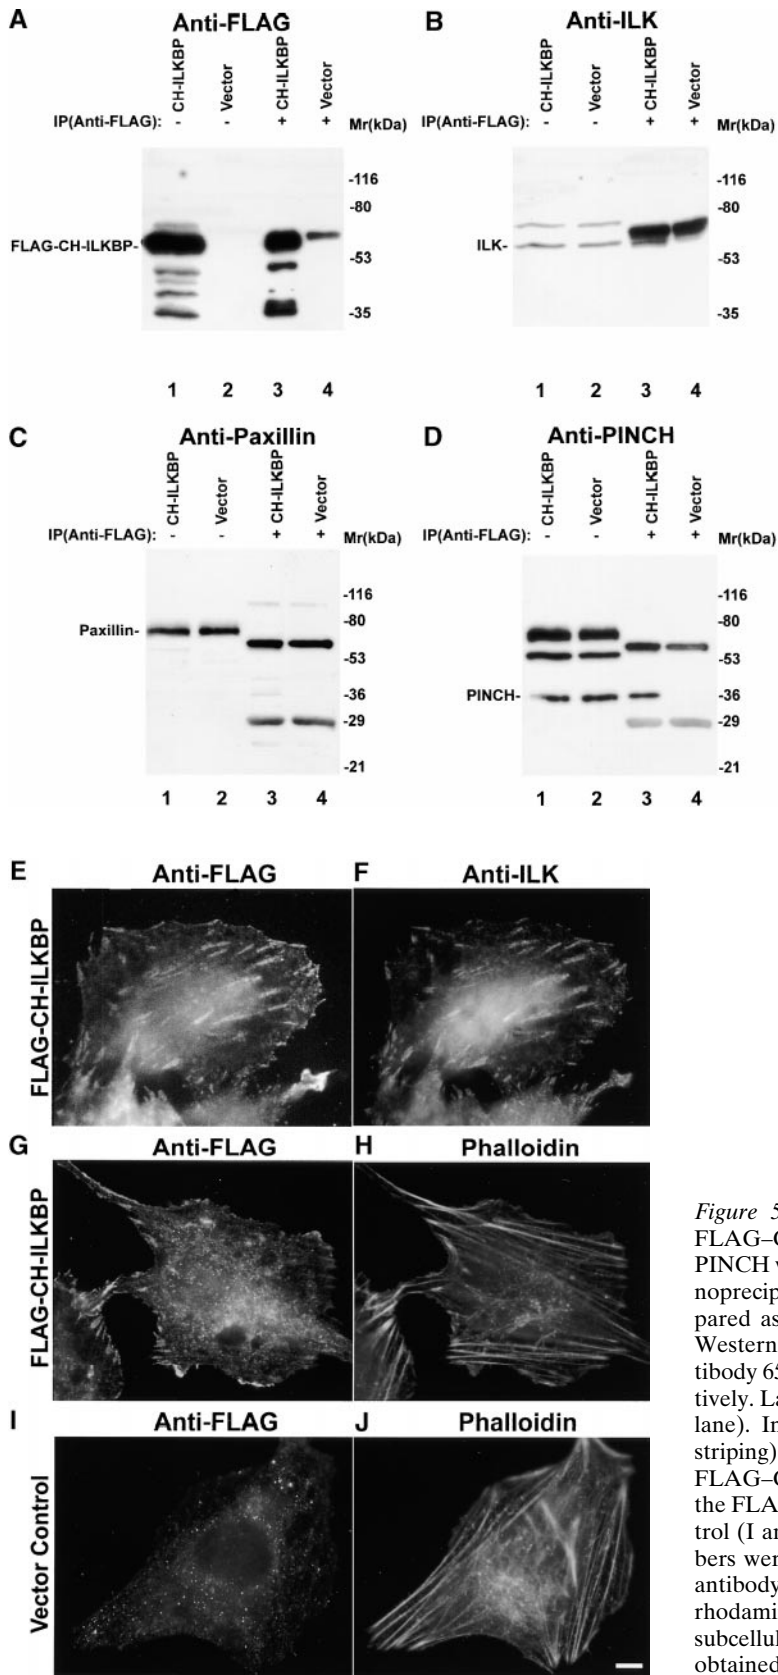 A
Anti-FLAG
CH-ILKBP
Vector
CH-ILKBP
Vector
IP(Anti-FLAG): - - + +
Mr(kDa)
-116
-80
FLAG-CH-ILKBP-
-53
-35
1 2 3 4
B
Anti-ILK
CH-ILKBP
Vector
CH-ILKBP
Vector
IP(Anti-FLAG): - - + +
Mr(kDa)
-116
-80
ILK-
-53
-35
1 2 3 4
C
Anti-Paxillin
CH-ILKBP
Vector
CH-ILKBP
Vector
IP(Anti-FLAG): - - + +
Mr(kDa)
-116
-80
Paxillin-
-53
-36
-29
-21
1 2 3 4
D
Anti-PINCH
CH-ILKBP
Vector
CH-ILKBP
Vector
IP(Anti-FLAG): - - + +
Mr(kDa)
-116
-80
-53
PINCH-
-36
-29
-21
1 2 3 4
E
Anti-FLAG
F
Anti-ILK
FLAG-CH-ILKBP
G
Anti-FLAG
H
Phalloidin
FLAG-CH-ILKBP
I
Anti-FLAG
J
Phalloidin
Vector Control
Figure 5
FLAG–C
PINCH v
noprecip
pared as
Western
tibody 65
tively. La
lane). In
striping)
FLAG–C
the FLA
trol (I ar
bers wer
antibody
rhodami
subcellul
obtained